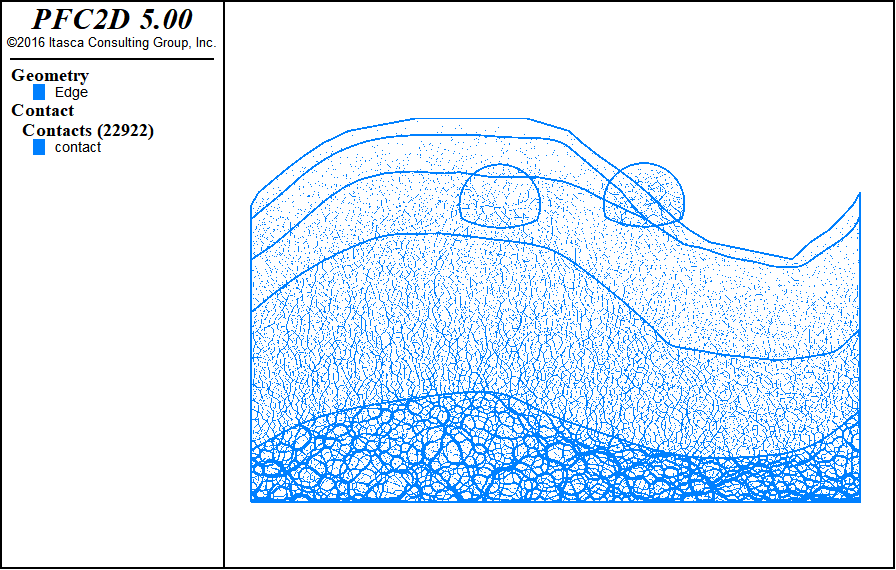 PFC2D 5.00
©2016 Itasca Consulting Group, Inc.
Geometry
Edge
Contact
Contacts (22922)
contact